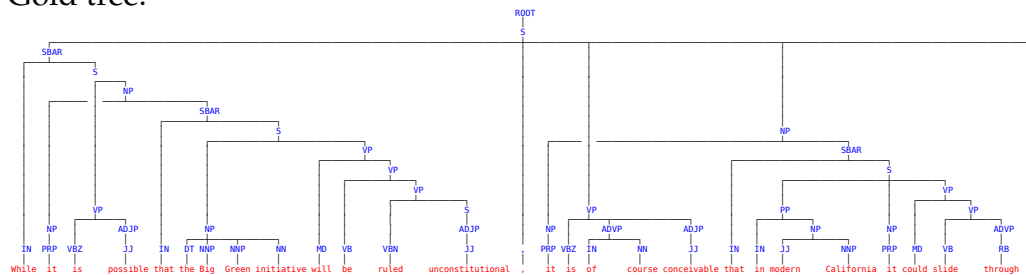 Gold tree:
ROOT
S
SBAR
S
NP
SBAR
S
NP
VP
SBAR
VP
S
VP
VP
S
PP
VP
VP
NP
ADJP
NP
ADJP
NP
ADVP
ADJP
NP
NP
NP
ADVP
IN PRP VBZ JJ IN DT NNP NNP NN MD VB VBN JJ , PRP VBZ IN NN JJ IN IN JJ NNP PRP MD VB RB
While it is possible that the Big Green initiative will be ruled unconstitutional , it is of course conceivable that in modern California it could slide through